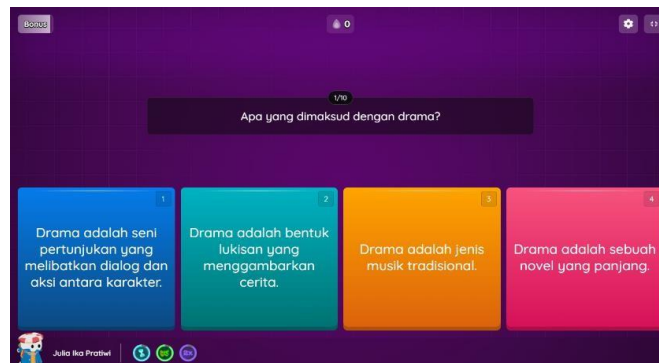 Bonus
0
1/10
Apa yang dimaksud dengan drama?
1
Drama adalah seni
pertunjukan yang
melibatkan dialog dan
aksi antara karakter.
2
Drama adalah bentuk
lukisan yang
menggambarkan
cerita.
3
Drama adalah jenis
musik tradisional.
4
Drama adalah sebuah
novel yang panjang.
Julia Ika Pratiwi
2x